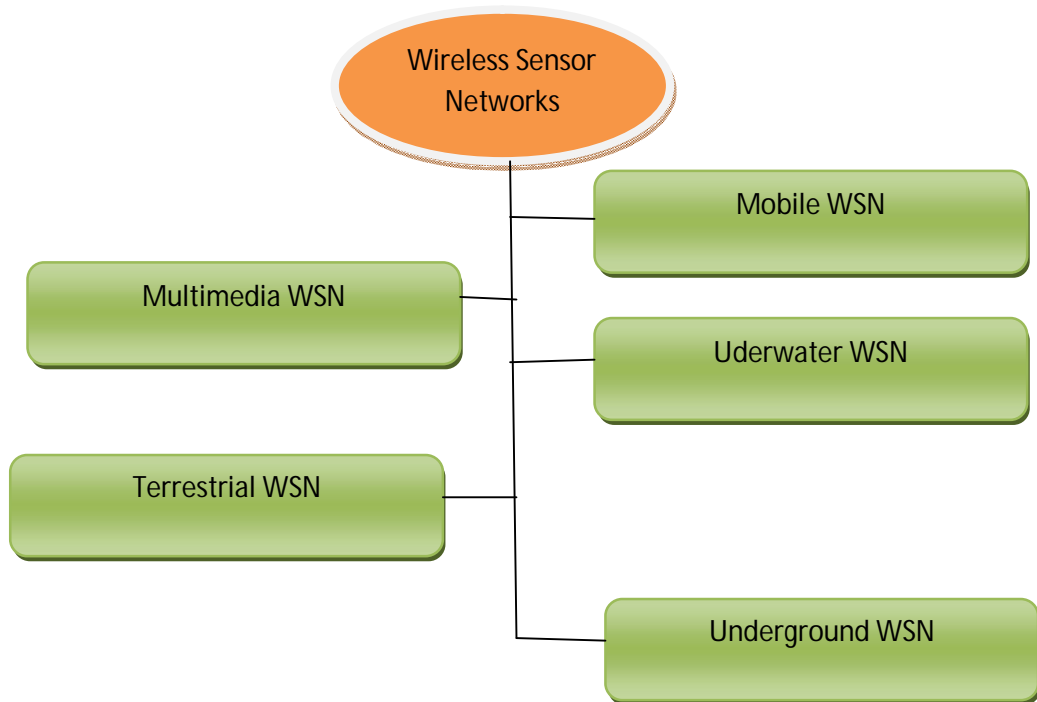 Wireless Sensor
Networks
Mobile WSN
Multimedia WSN
Uderwater WSN
Terrestrial WSN
Underground WSN